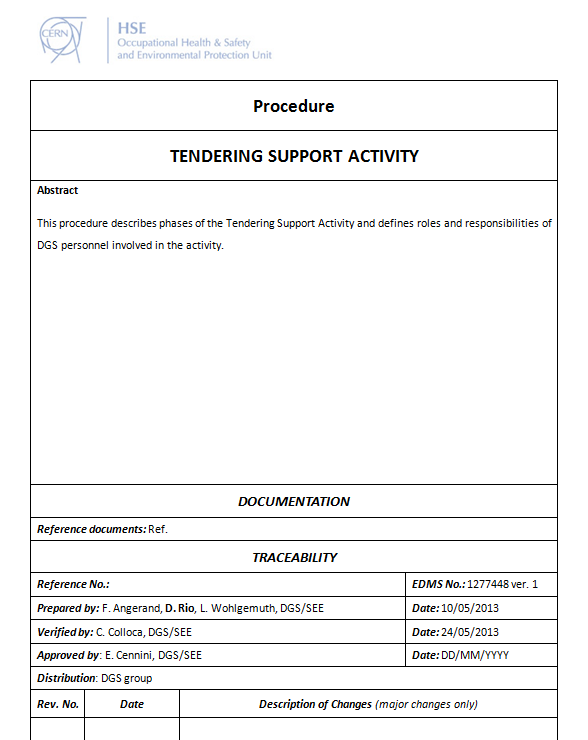 CERN
HSE
Occupational Health & Safety
and Environmental Protection Unit
Procedure
TENDERING SUPPORT ACTIVITY
Abstract
This procedure describes phases of the Tendering Support Activity and defines roles and responsibilities of
DGS personnel involved in the activity.
DOCUMENTATION
Reference documents: Ref.
TRACEABILITY
Reference No.: EDMS No.: 1277448 ver. 1
Prepared by: F. Angerand, D. Rio, L. Wohlgemuth, DGS/SEE Date: 10/05/2013
Verified by: C. Colloca, DGS/SEE Date: 24/05/2013
Approved by: E. Cennini, DGS/SEE Date: DD/MM/YYYY
Distribution: DGS group
Rev. No. Date Description of Changes (major changes only)